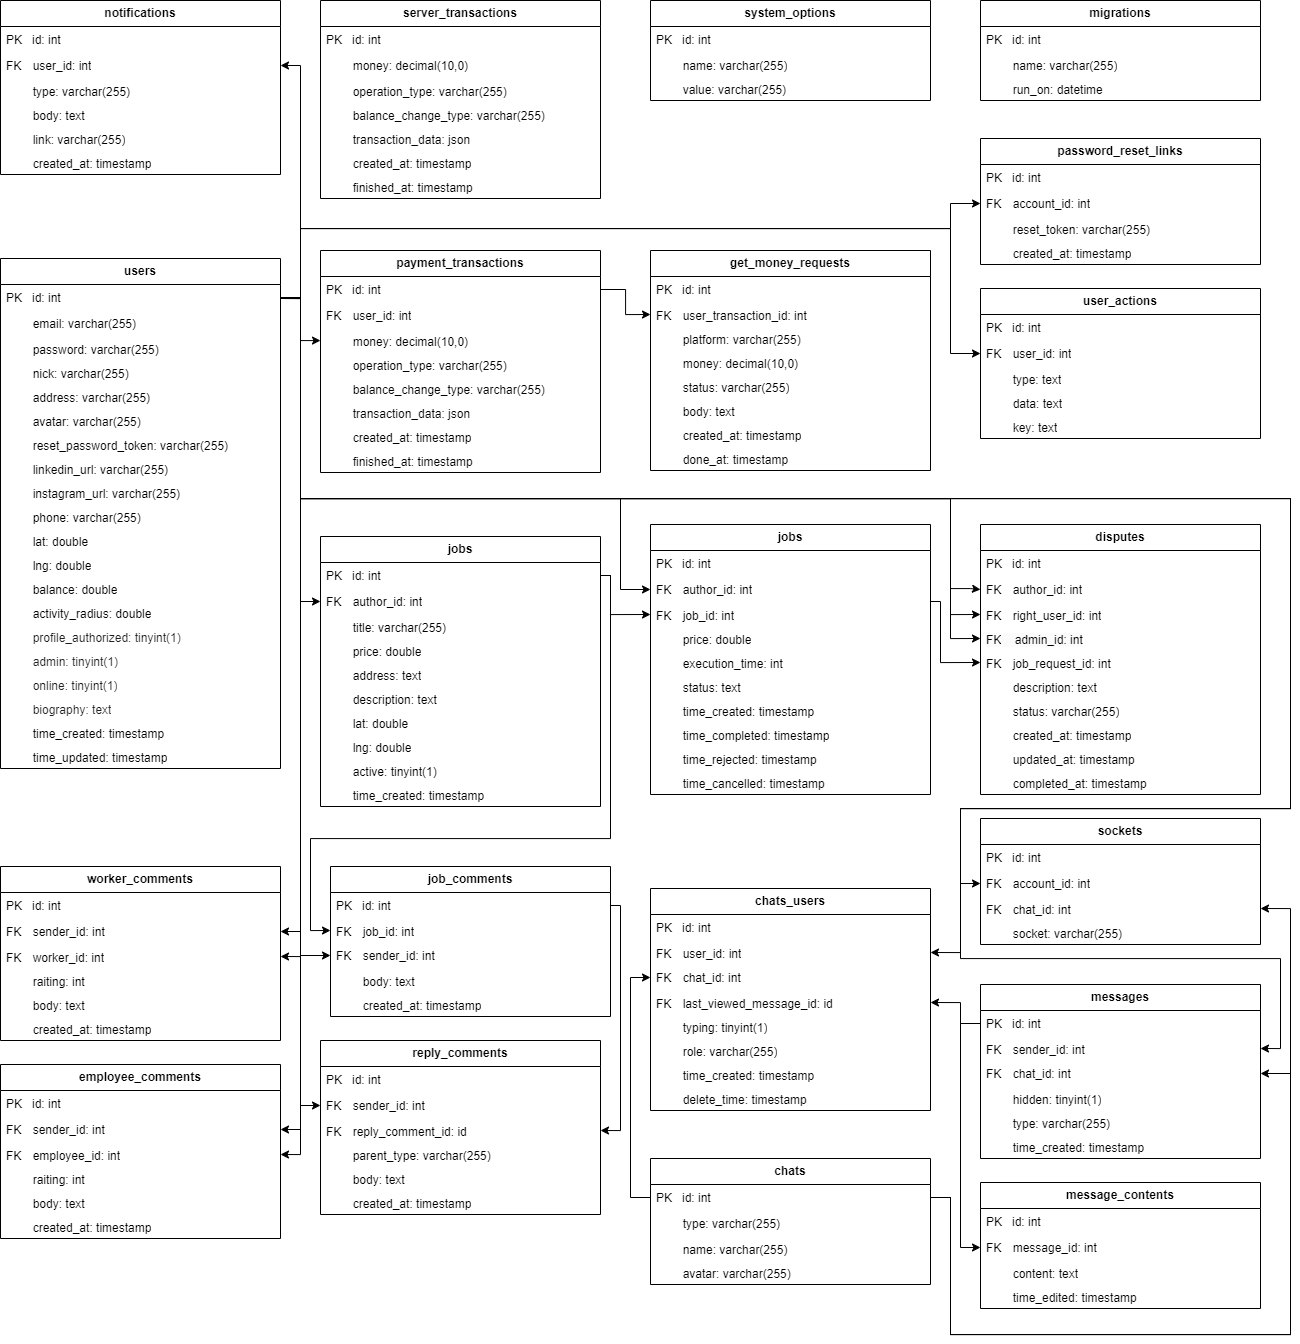 notifications
PK id: int
FK user_id: int
type: varchar(255)
body: text
link: varchar(255)
created_at: timestamp
server_transactions
PK id: int
money: decimal(10,0)
operation_type: varchar(255)
balance_change_type: varchar(255)
transaction_data: json
created_at: timestamp
finished_at: timestamp
system_options
PK id: int
name: varchar(255)
value: varchar(255)
migrations
PK id: int
name: varchar(255)
run_on: datetime
password_reset_links
PK id: int
FK account_id: int
reset_token: varchar(255)
created_at: timestamp
users
PK id: int
email: varchar(255)
password: varchar(255)
nick: varchar(255)
address: varchar(255)
avatar: varchar(255)
reset_password_token: varchar(255)
linkedin_url: varchar(255)
instagram_url: varchar(255)
phone: varchar(255)
lat: double
lng: double
balance: double
activity_radius: double
profile_authorized: tinyint(1)
admin: tinyint(1)
online: tinyint(1)
biography: text
time_created: timestamp
time_updated: timestamp
payment_transactions
PK id: int
FK user_id: int
money: decimal(10,0)
operation_type: varchar(255)
balance_change_type: varchar(255)
transaction_data: json
created_at: timestamp
finished_at: timestamp
get_money_requests
PK id: int
FK user_transaction_id: int
platform: varchar(255)
money: decimal(10,0)
status: varchar(255)
body: text
created_at: timestamp
done_at: timestamp
user_actions
PK id: int
FK user_id: int
type: text
data: text
key: text
jobs
PK id: int
FK author_id: int
title: varchar(255)
price: double
address: text
description: text
lat: double
lng: double
active: tinyint(1)
time_created: timestamp
jobs
PK id: int
FK author_id: int
FK job_id: int
price: double
execution_time: int
status: text
time_created: timestamp
time_completed: timestamp
time_rejected: timestamp
time_cancelled: timestamp
disputes
PK id: int
FK author_id: int
FK right_user_id: int
FK admin_id: int
FK job_request_id: int
description: text
status: varchar(255)
created_at: timestamp
updated_at: timestamp
completed_at: timestamp
worker_comments
PK id: int
FK sender_id: int
FK worker_id: int
raiting: int
body: text
created_at: timestamp
job_comments
PK id: int
FK job_id: int
FK sender_id: int
body: text
created_at: timestamp
chats_users
PK id: int
FK user_id: int
FK chat_id: int
FK last_viewed_message_id: id
typing: tinyint(1)
role: varchar(255)
time_created: timestamp
delete_time: timestamp
sockets
PK id: int
FK account_id: int
FK chat_id: int
socket: varchar(255)
messages
PK id: int
FK sender_id: int
FK chat_id: int
hidden: tinyint(1)
type: varchar(255)
time_created: timestamp
employee_comments
PK id: int
FK sender_id: int
FK employee_id: int
raiting: int
body: text
created_at: timestamp
reply_comments
PK id: int
FK sender_id: int
FK reply_comment_id: id
parent_type: varchar(255)
body: text
created_at: timestamp
chats
PK id: int
type: varchar(255)
name: varchar(255)
avatar: varchar(255)
message_contents
PK id: int
FK message_id: int
content: text
time_edited: timestamp